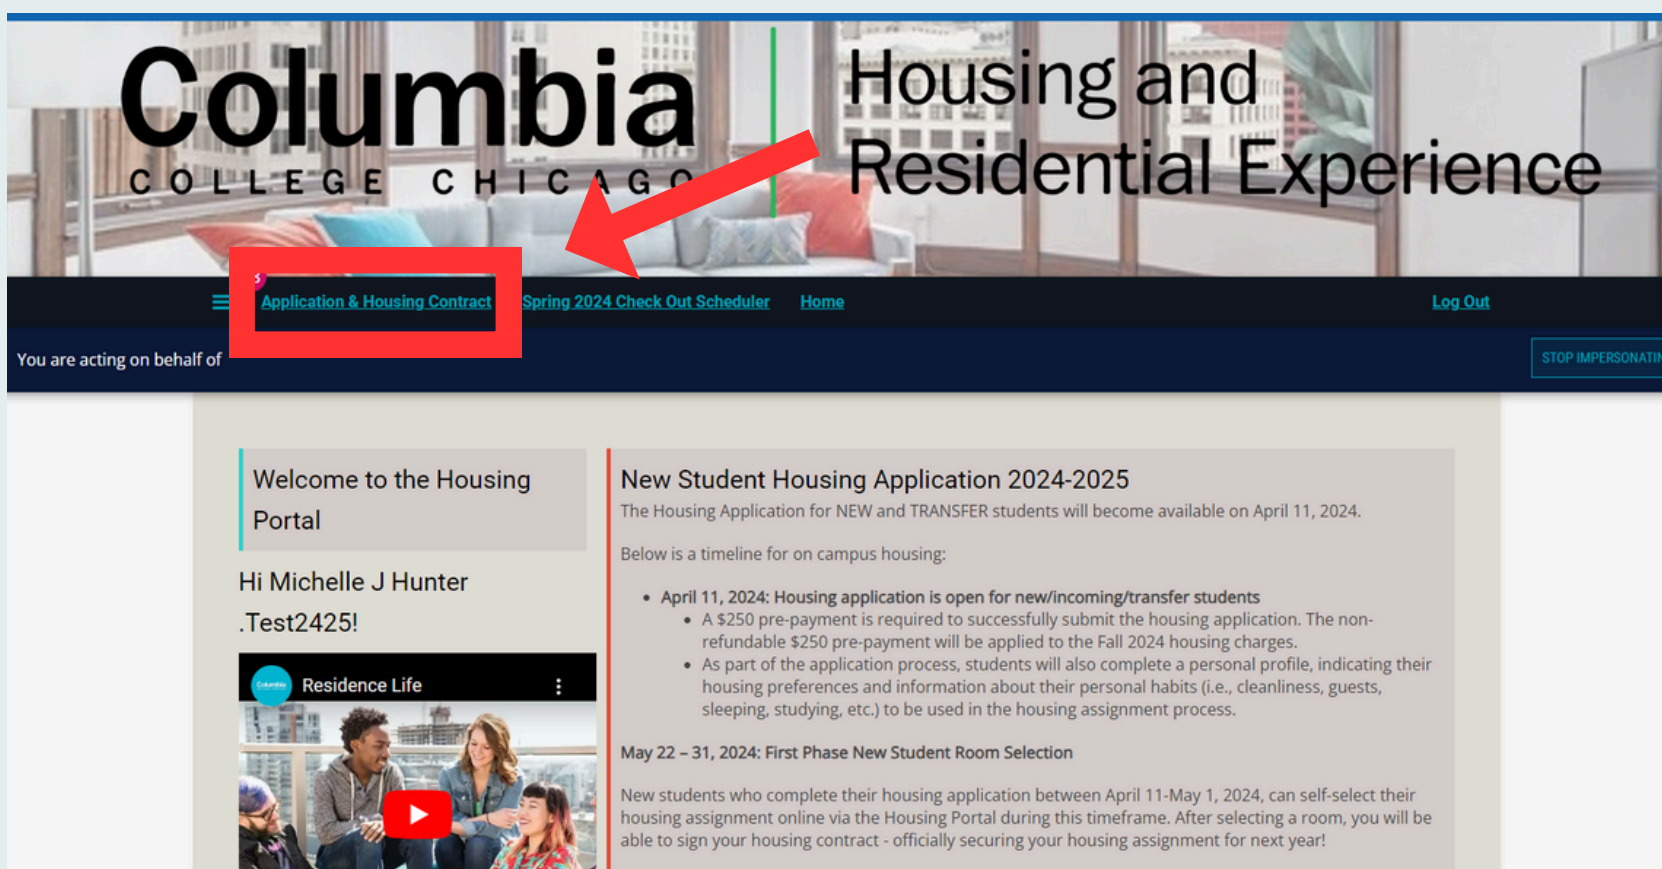 Columbia
COLLEGE CHICAGO
Housing and
Residential Experience
3
Application & Housing Contract
Spring 2024 Check Out Scheduler
Home
Log Out
You are acting on behalf of
STOP
Welcome to the Housing
Portal
Hi Michelle J Hunter
.Test2425!
Columbia
Residence Life
New Student Housing Application 2024-2025
The Housing Application for NEW and TRANSFER students will become available on April 11, 2024.
Below is a timeline for on campus housing:
• April 11, 2024: Housing application is open for new/incoming/transfer students
• A $250 pre-payment is required to successfully submit the housing application. The non-
refundable $250 pre-payment will be applied to the Fall 2024 housing charges.
• As part of the application process, students will also complete a personal profile, indicating their
housing preferences and information about their personal habits (i.e., cleanliness, guests,
sleeping, studying, etc.) to be used in the housing assignment process.
May 22 – 31, 2024: First Phase New Student Room Selection
New students who complete their housing application between April 11-May 1, 2024, can self-select their
housing assignment online via the Housing Portal during this timeframe. After selecting a room, you will be
able to sign your housing contract - officially securing your housing assignment for next year!